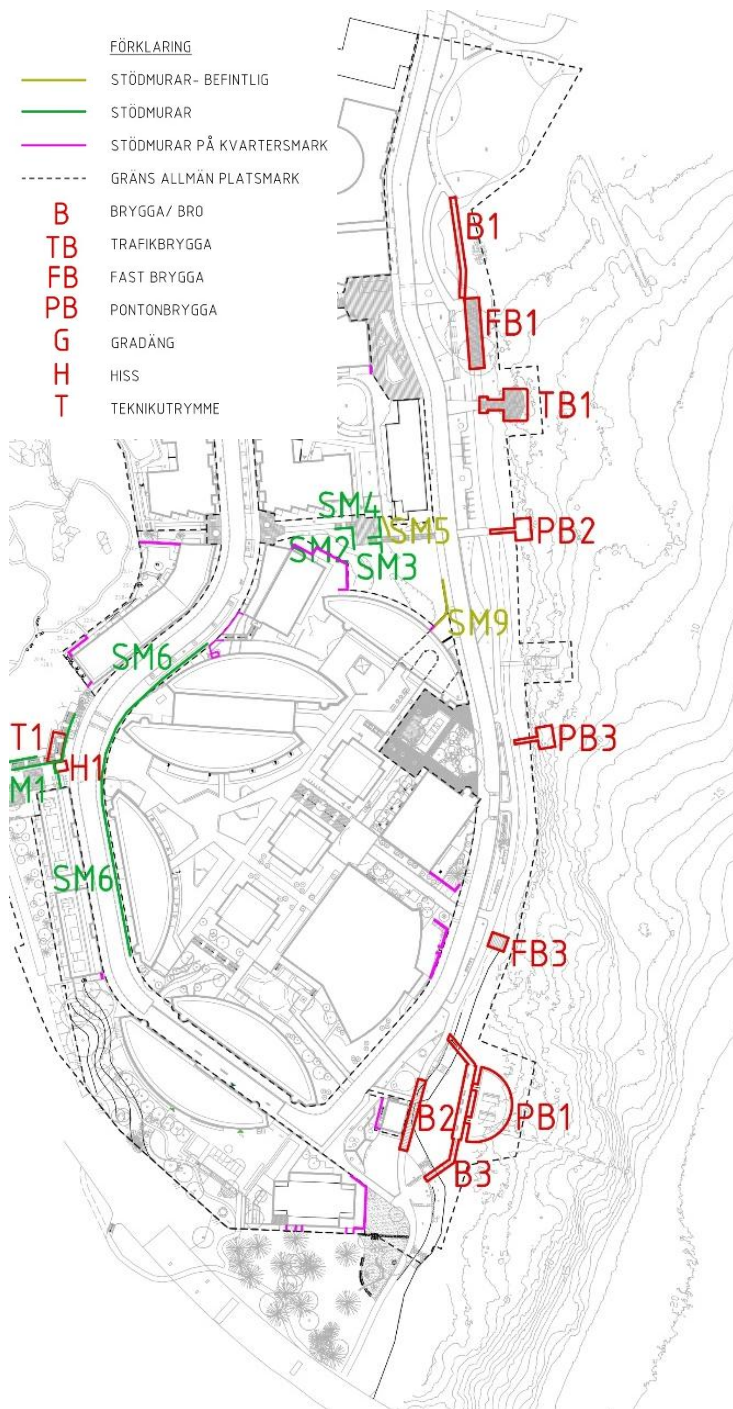 FÖRKLARING
STÖDMURAR- BEFINTLIG
STÖDMURAR
STÖDMURAR PÅ KVARTERSMARK
GRÄNS ALLMÄN PLATSMARK
B BRYGGA/ BRO
TB TRAFIKBRYGGA
FB FAST BRYGGA
PB PONTONBRYGGA
G GRADÄNG
H HISS
T TEKNIKUTRYMME
B1
FB1
TB1
SM4
SM5
PB2
SM2
SM3
SM9
SM6
T1
H1
M1
PB3
SM6
FB3
B2
PB1
B3